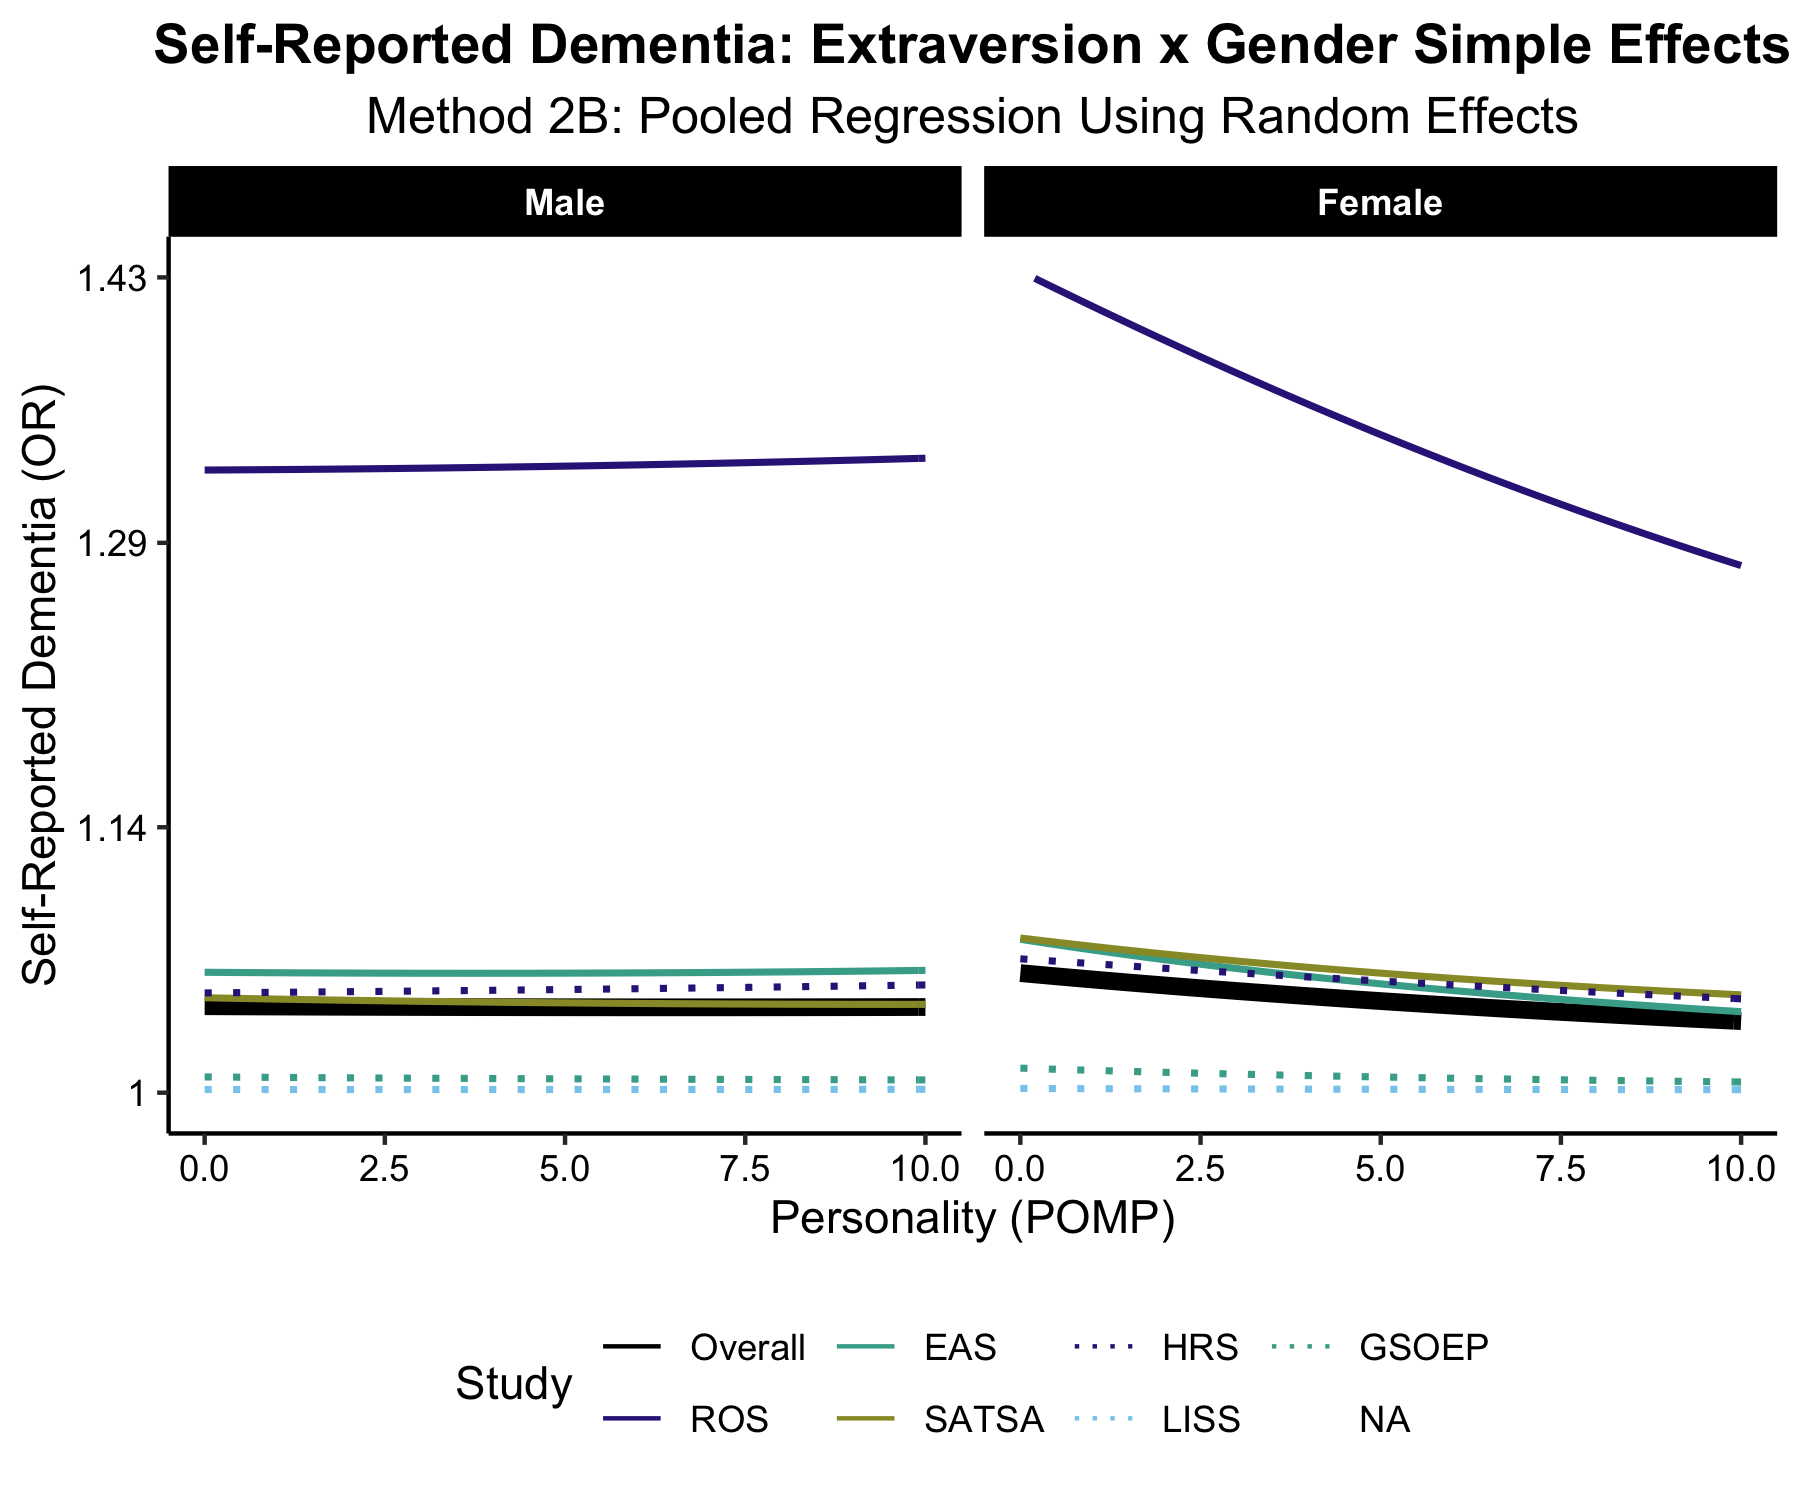 Self-Reported Dementia: Extraversion x Gender Simple Effects
Method 2B: Pooled Regression Using Random Effects
Male
Female
Self-Reported Dementia (OR)
1.43
1.29
1.14
1
0.0 2.5 5.0 7.5 10.0
0.0 2.5 5.0 7.5 10.0
Personality (POMP)
Study
Overall EAS HRS GSOEP
ROS SATSA LISS NA